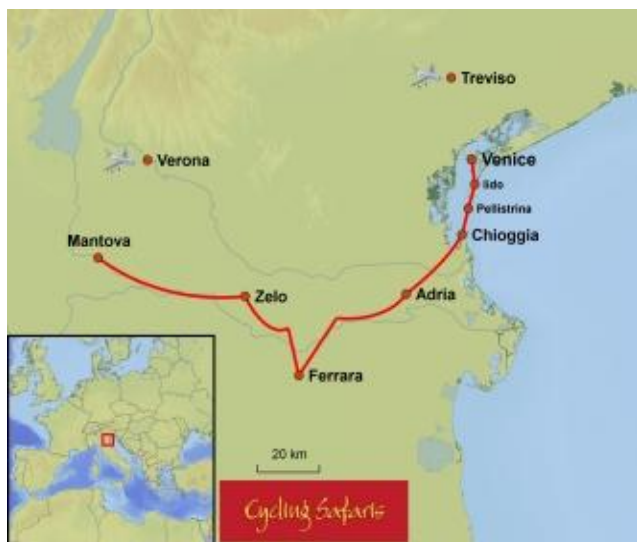 Treviso
Venice
Verona
lido
Pellistrina
Chioggia
Mantova
Zelo
Adria
Ferrara
20 km
Cycling Safaris